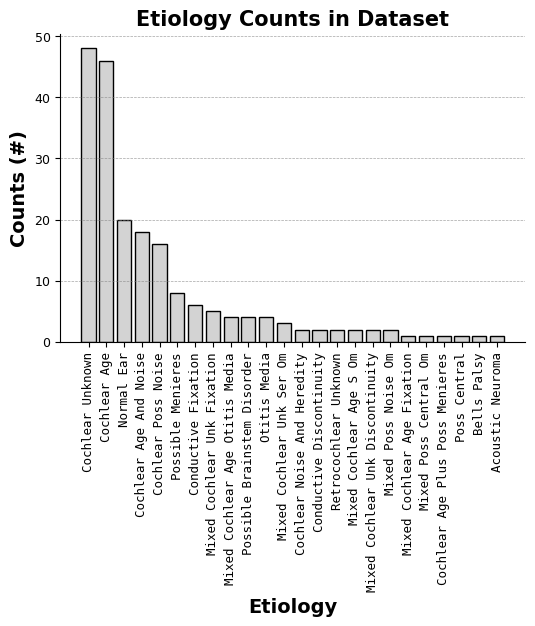 Etiology Counts in Dataset
Counts (#)
50
40
30
20
10
0
Cochlear Unknown
Cochlear Age
Normal Ear
Cochlear Age And Noise
Cochlear Poss Noise
Possible Menieres
Conductive Fixation
Mixed Cochlear Unk Fixation
Mixed Cochlear Age Otitis Media
Possible Brainstem Disorder
Otitis Media
Mixed Cochlear Unk Ser Om
Cochlear Noise And Heredity
Conductive Discontinuity
Retrocochlear Unknown
Mixed Cochlear Age S Om
Mixed Cochlear Unk Discontinuity
Mixed Poss Noise Om
Mixed Cochlear Age Fixation
Mixed Poss Central Om
Cochlear Age Plus Poss Menieres
Poss Central
Bells Palsy
Acoustic Neuroma
Etiology